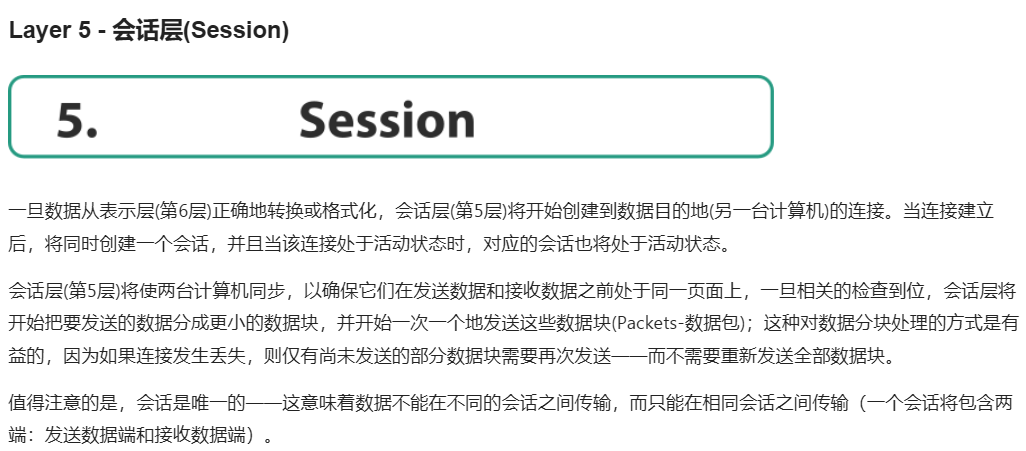 Layer 5 - 会话层(Session)
5. Session
一旦数据从表示层(第6层)正确地转换或格式化，会话层(第5层)将开始创建到数据目的地(另一台计算机)的连接。当连接建立
后，将同时创建一个会话，并且当该连接处于活动状态时，对应的会话也将处于活动状态。
会话层(第5层)将使两台计算机同步，以确保它们在发送数据和接收数据之前处于同一页面上，一旦相关的检查到位，会话层将
开始把要发送的数据分成更小的数据块，并开始一次一个地发送这些数据块(Packets-数据包)；这种对数据分块处理的方式是有
益的，因为如果连接发生丢失，则仅有尚未发送的部分数据块需要再次发送——而不需要重新发送全部数据块。
值得注意的是，会话是唯一的——这意味着数据不能在不同的会话之间传输，而只能在相同会话之间传输（一个会话将包含两
端：发送数据端和接收数据端）。